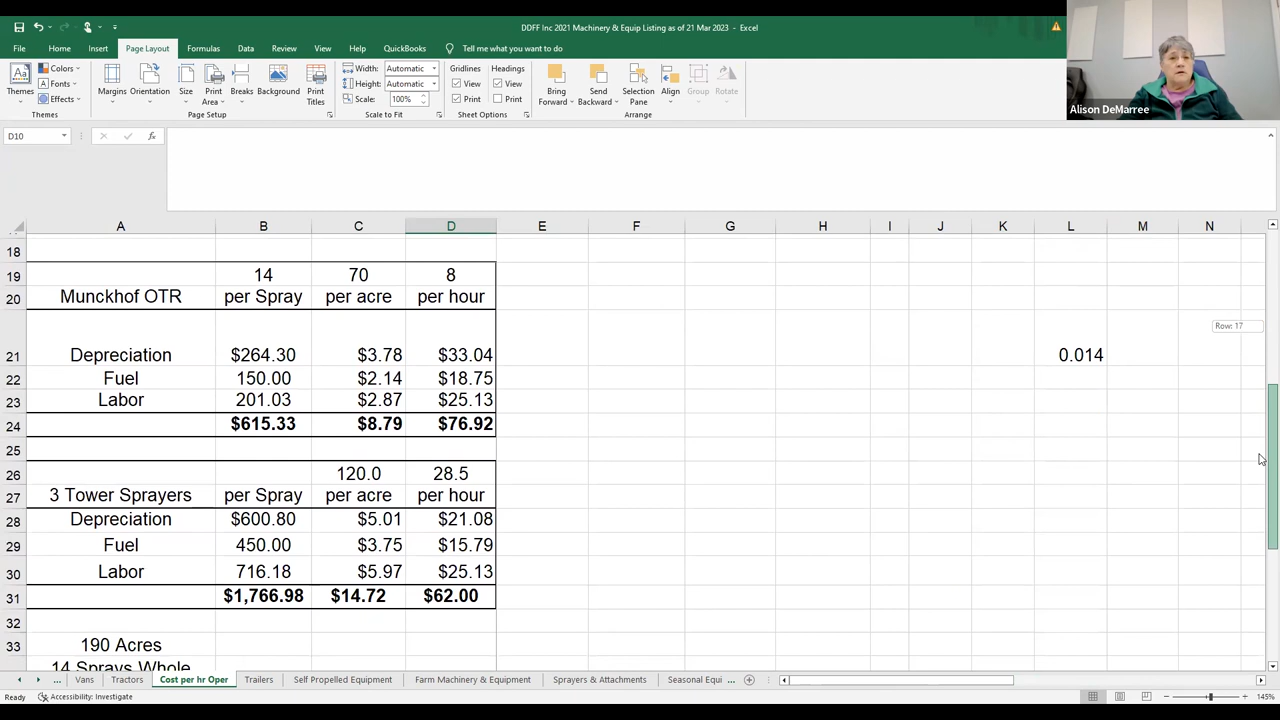 DDFF Inc 2021 Machinery & Equip Listing as of 21 Mar 2023 - Excel
File Home Insert Page Layout Formulas Data Review View Help QuickBooks Tell me what you want to do
Themes Colors Fonts Effects Themes
Margins Orientation Size Print Area Breaks Background Print Titles Page Setup
Width: Automatic Height: Automatic Scale: 100% Scale to Fit
Gridlines View Print Headings View Print Sheet Options
Bring Forward Send Backward Selection Pane Align Group Rotate Arrange
Alison DeMarree
D10 fx
A B C D E F G H I J K L M N
18
19 14 70 8
20 Munckhof OTR per Spray per acre per hour
Row: 17
21 Depreciation $264.30 $3.78 $33.04 0.014
22 Fuel 150.00 $2.14 $18.75
23 Labor 201.03 $2.87 $25.13
24 $615.33 $8.79 $76.92
25
26 120.0 28.5
27 3 Tower Sprayers per Spray per acre per hour
28 Depreciation $600.80 $5.01 $21.08
29 Fuel 450.00 $3.75 $15.79
30 Labor 716.18 $5.97 $25.13
31 $1,766.98 $14.72 $62.00
32
33 190 Acres
14 Sprays Whole
... Vans Tractors Cost per hr Oper Trailers Self Propelled Equipment Farm Machinery & Equipment Sprayers & Attachments Seasonal Equi ...
Ready Accessibility: Investigate 145%